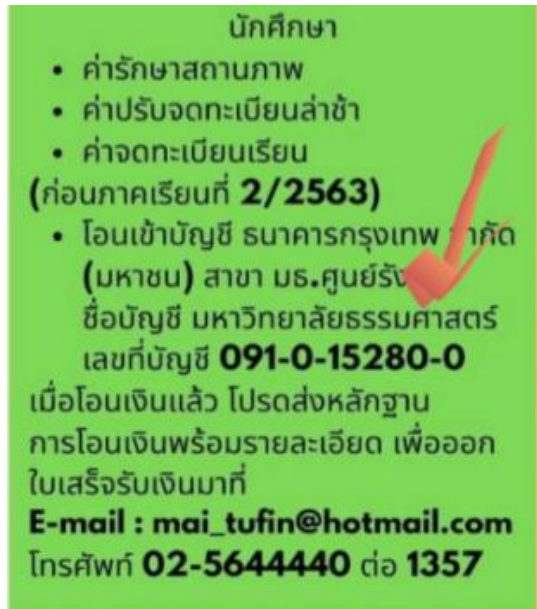 นักศึกษา
• ค่ารักษาสถานภาพ
• ค่าปรับจดทะเบียนล่าช้า
• ค่าจดทะเบียนเรียน
(ก่อนภาคเรียนที่ 2/2563)
• โอนเข้าบัญชี ธนาคารกรุงเทพ จำกัด
(มหาชน) สาขา มธ.ศูนย์รัง
ชื่อบัญชี มหาวิทยาลัยธรรมศาสตร์
เลขที่บัญชี 091-0-15280-0
เมื่อโอนเงินแล้ว โปรดส่งหลักฐาน
การโอนเงินพร้อมรายละเอียด เพื่อออก
ใบเสร็จรับเงินมาที่
E-mail : mai_tufin@hotmail.com
โทรศัพท์ 02-5644440 ต่อ 1357